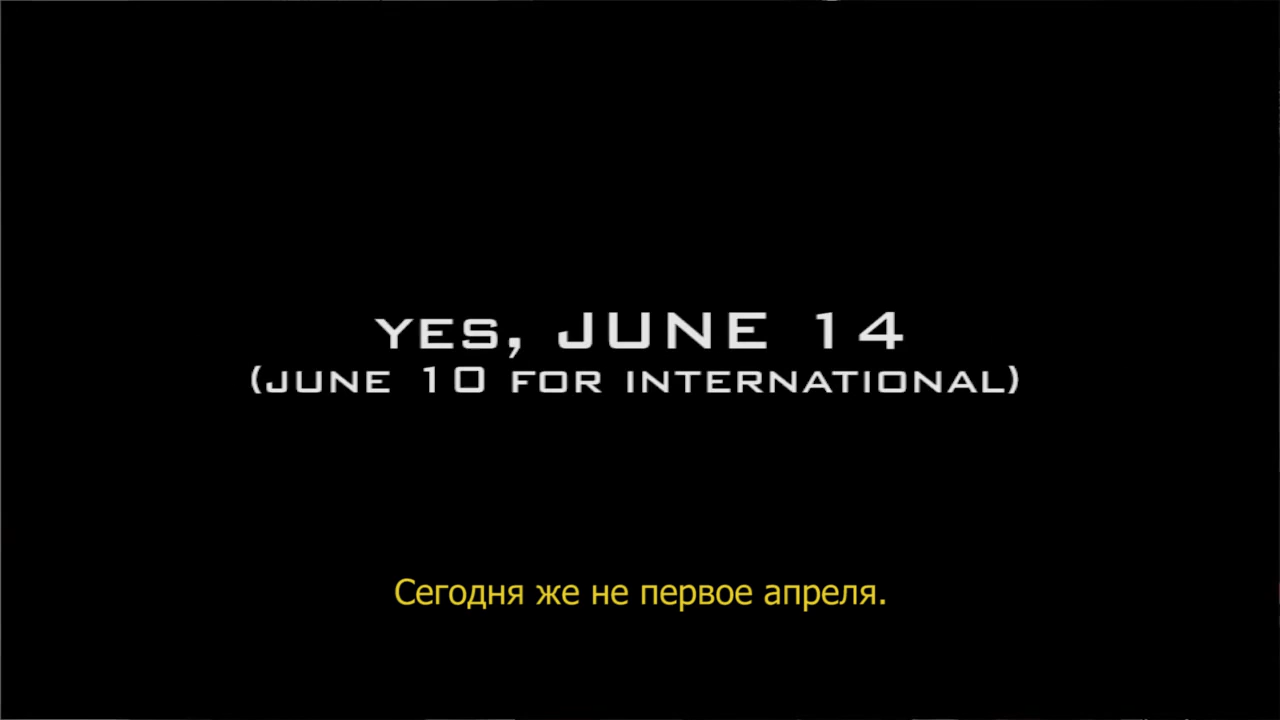 YES, JUNE 14
(JUNE 10 FOR INTERNATIONAL)
Сегодня же не первое апреля.